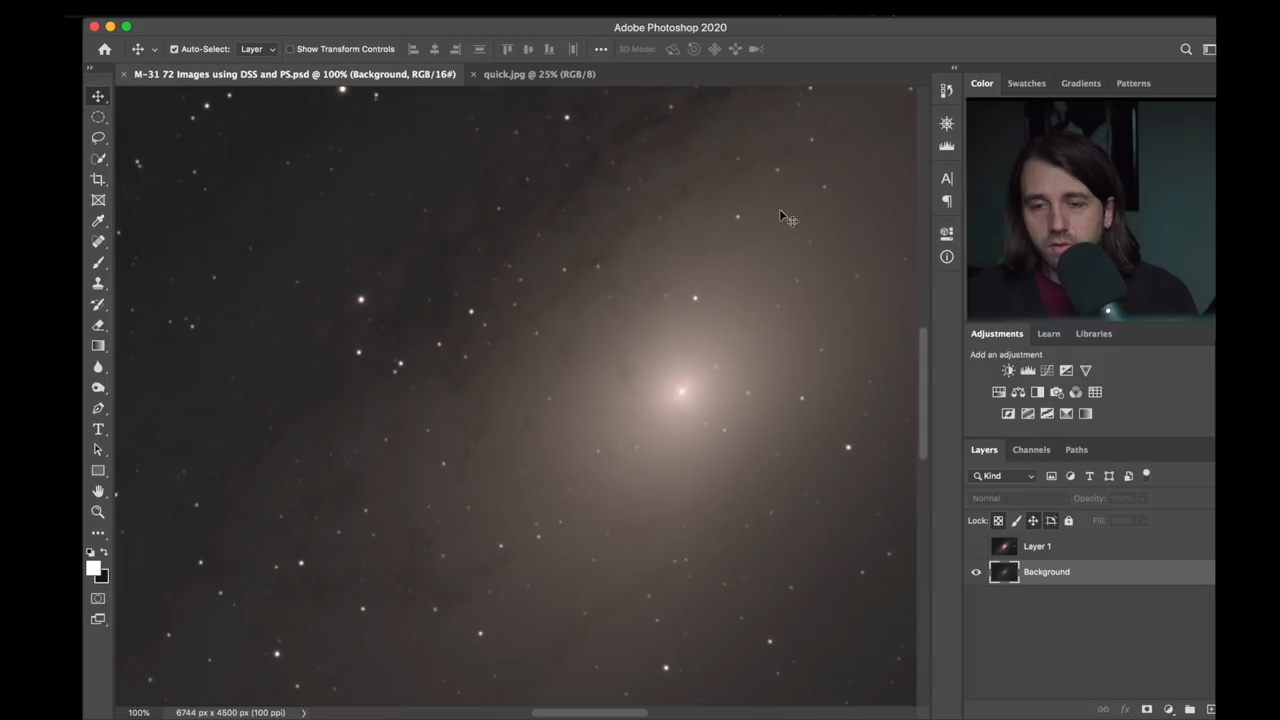 Adobe Photoshop 2020
Auto-Select: Layer Show Transform Controls 3D Mode:
M-31 72 Images using DSS and PS.psd @ 100% (Background, RGB/16#) quick.jpg @ 25% (RGB/8)
Color Swatches Gradients Patterns
Adjustments Learn Libraries
Add an adjustment
Layers Channels Paths
Kind
Normal Opacity: 100%
Lock: Fill: 100%
Layer 1
Background
100% 6744 px x 4500 px (100 ppi)